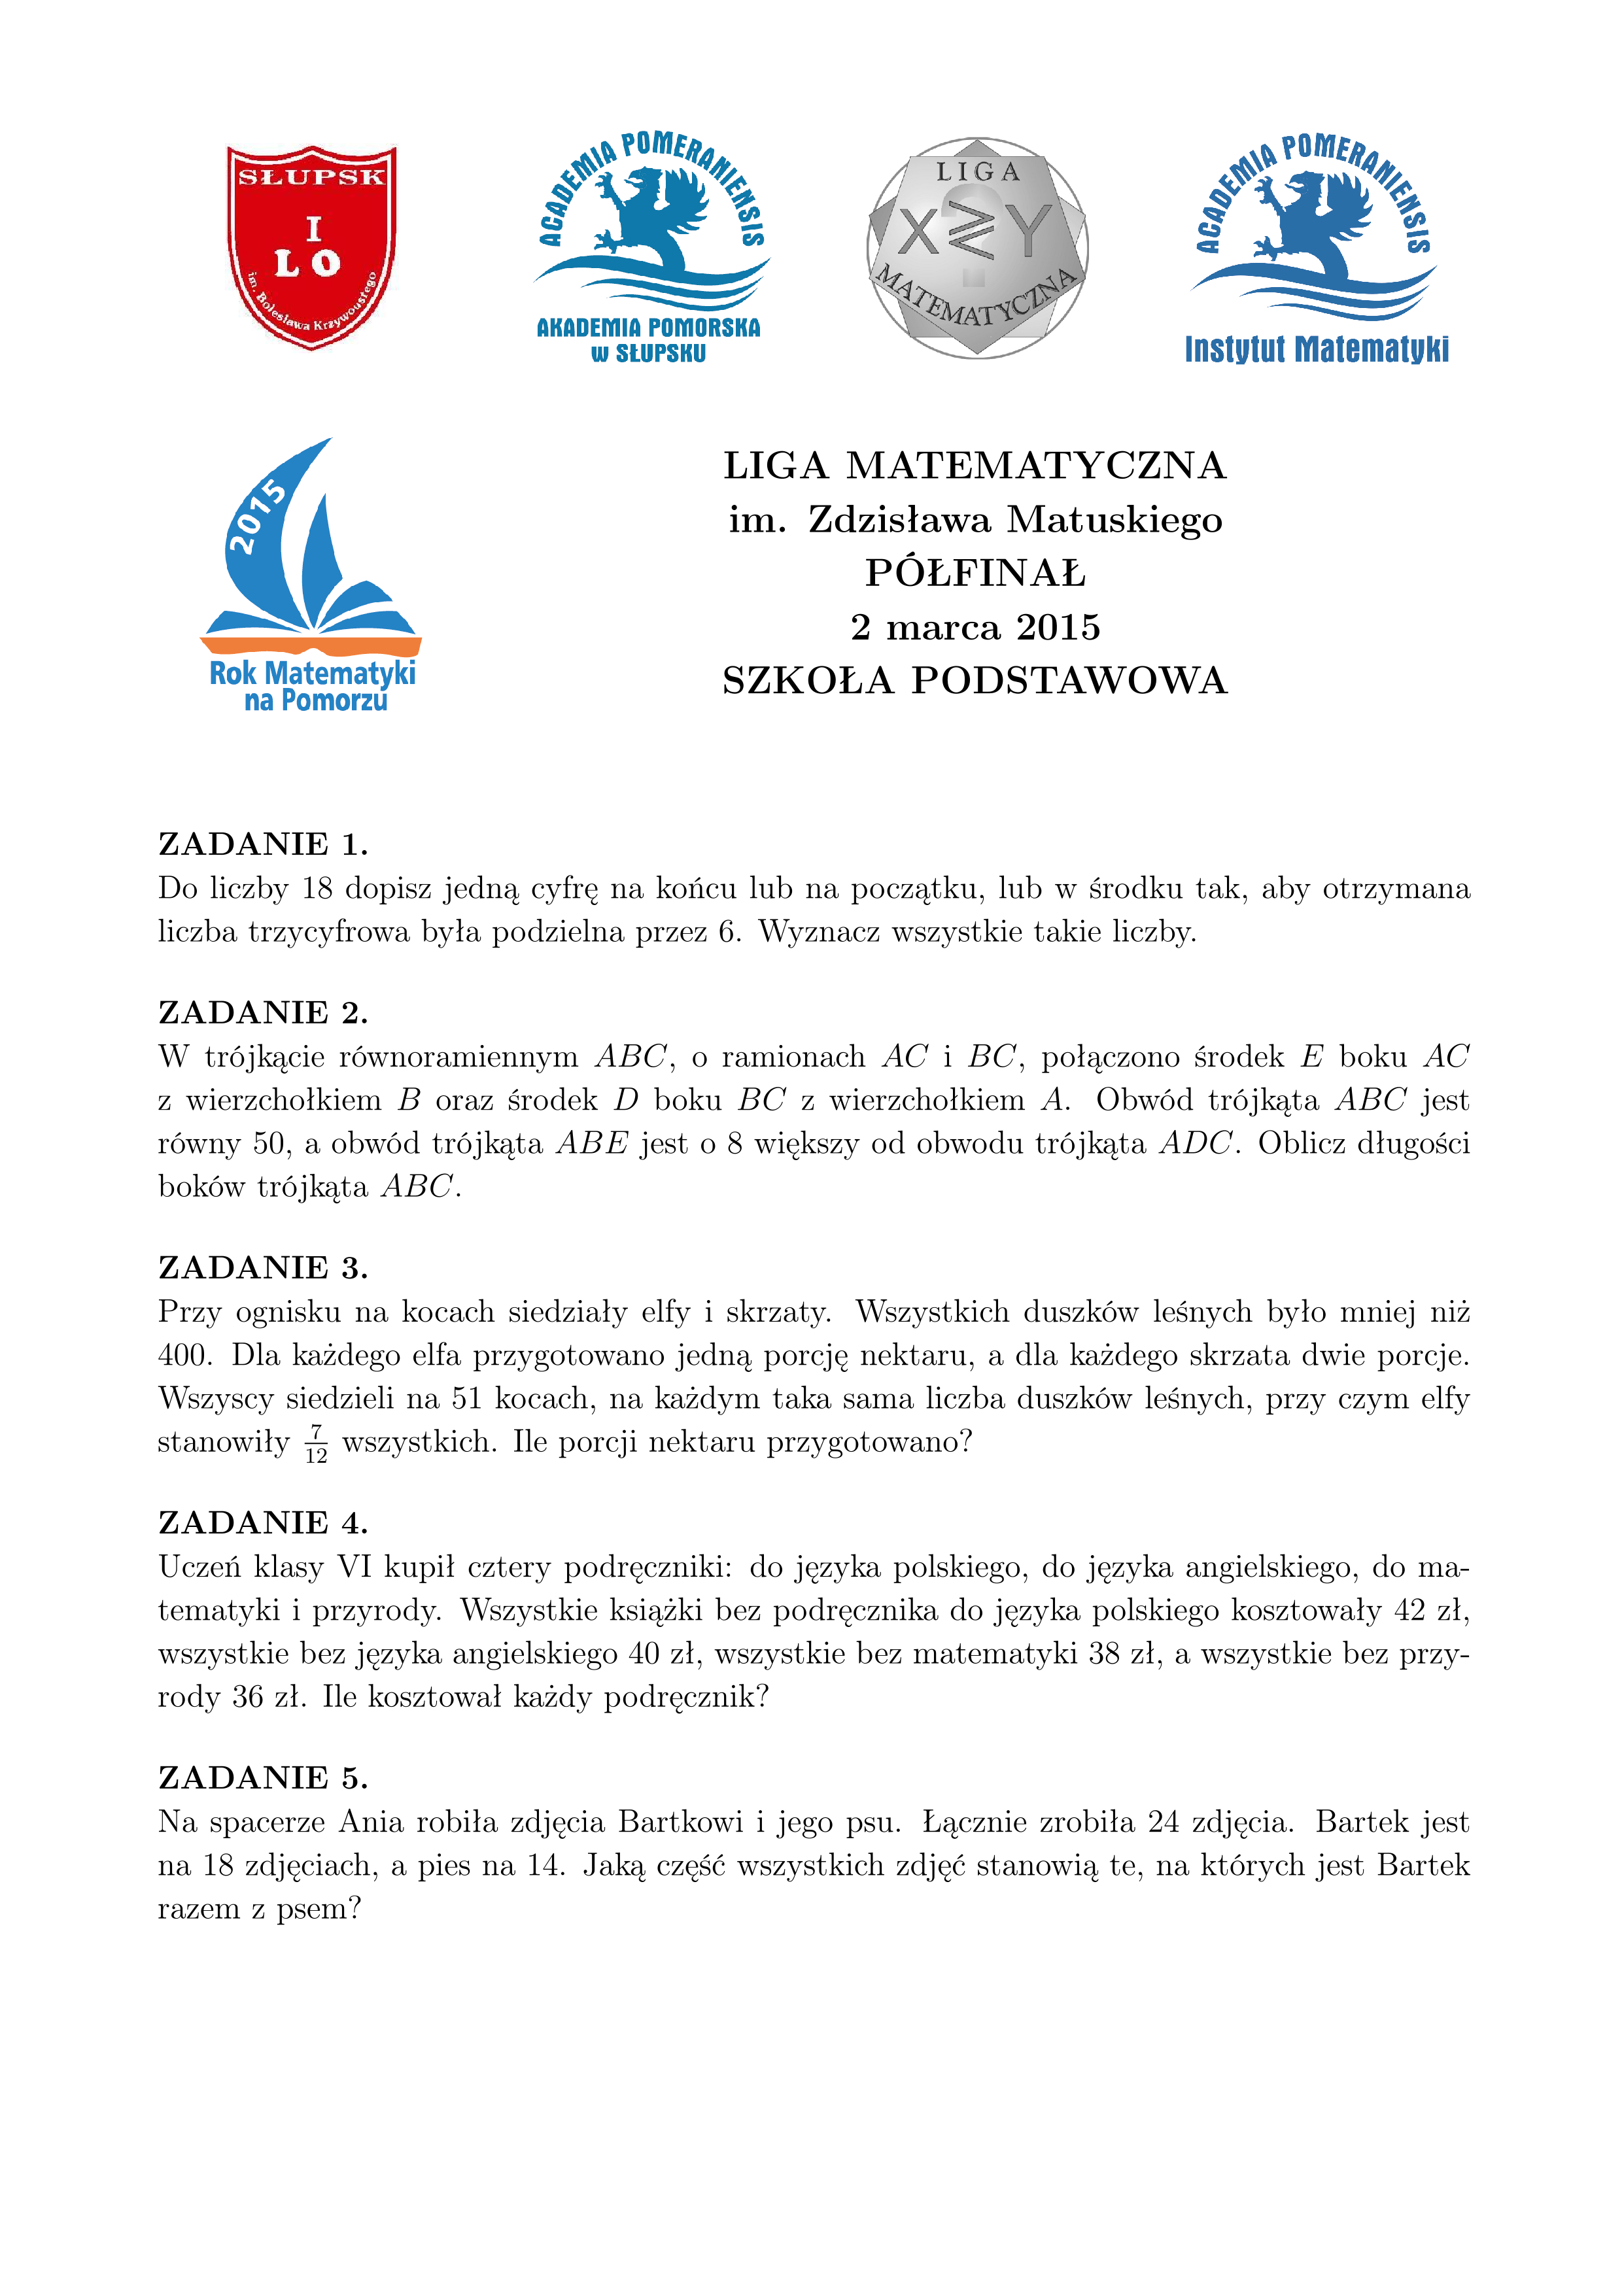 SŁUPSK
I
LO
im. Bolesława Krzywoustego
ACADEMIA POMERANIENSIS
AKADEMIA POMORSKA
W SŁUPSKU
LIGA
X ≷ Y
?
MATEMATYCZNA
ACADEMIA POMERANIENSIS
Instytut Matematyki
2015
Rok Matematyki
na Pomorzu
LIGA MATEMATYCZNA
im. Zdzisława Matuskiego
PÓŁFINAŁ
2 marca 2015
SZKOŁA PODSTAWOWA
ZADANIE 1.
Do liczby 18 dopisz jedną cyfrę na końcu lub na początku, lub w środku tak, aby otrzymana
liczba trzycyfrowa była podzielna przez 6. Wyznacz wszystkie takie liczby.
ZADANIE 2.
W trójkącie równoramiennym ABC, o ramionach AC i BC, połączono środek E boku AC
z wierzchołkiem B oraz środek D boku BC z wierzchołkiem A. Obwód trójkąta ABC jest
równy 50, a obwód trójkąta ABE jest o 8 większy od obwodu trójkąta ADC. Oblicz długości
boków trójkąta ABC.
ZADANIE 3.
Przy ognisku na kocach siedziały elfy i skrzaty. Wszystkich duszków leśnych było mniej niż
400. Dla każdego elfa przygotowano jedną porcję nektaru, a dla każdego skrzata dwie porcje.
Wszyscy siedzieli na 51 kocach, na każdym taka sama liczba duszków leśnych, przy czym elfy
stanowiły 7/12 wszystkich. Ile porcji nektaru przygotowano?
ZADANIE 4.
Uczeń klasy VI kupił cztery podręczniki: do języka polskiego, do języka angielskiego, do ma-
tematyki i przyrody. Wszystkie książki bez podręcznika do języka polskiego kosztowały 42 zł,
wszystkie bez języka angielskiego 40 zł, wszystkie bez matematyki 38 zł, a wszystkie bez przy-
rody 36 zł. Ile kosztował każdy podręcznik?
ZADANIE 5.
Na spacerze Ania robiła zdjęcia Bartkowi i jego psu. Łącznie zrobiła 24 zdjęcia. Bartek jest
na 18 zdjęciach, a pies na 14. Jaką część wszystkich zdjęć stanowią te, na których jest Bartek
razem z psem?